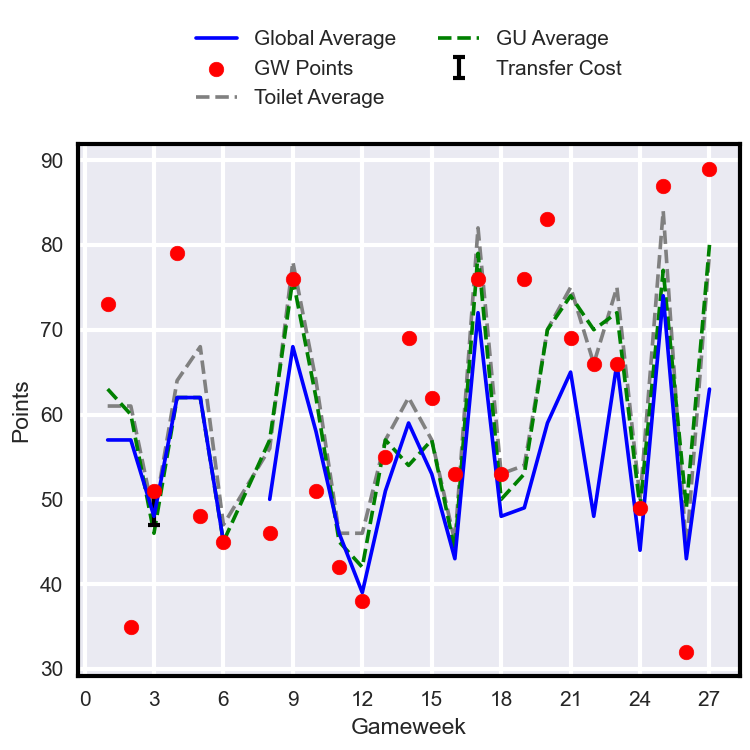 Global Average
GW Points
Toilet Average
GU Average
Transfer Cost
Points
90
80
70
60
50
40
30
0 3 6 9 12 15 18 21 24 27
Gameweek